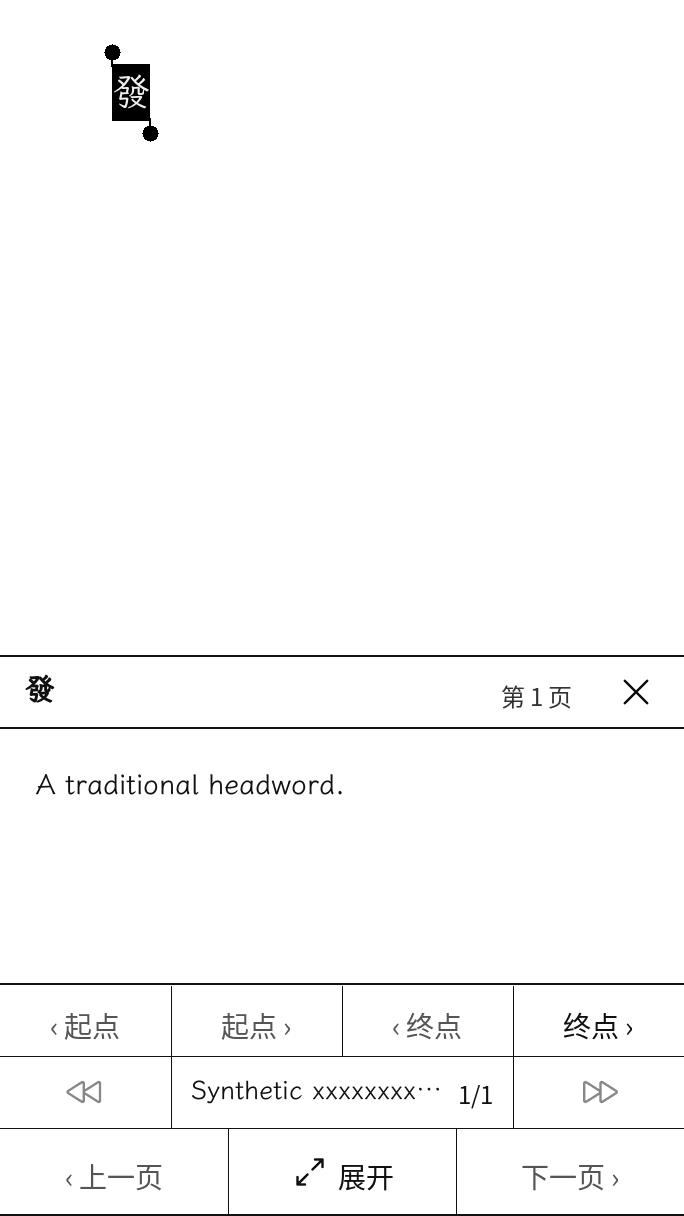 發
發 第 1 页
A traditional headword.
‹ 起点 起点 › ‹ 终点 终点 ›
Synthetic xxxxxxxx··· 1/1
‹ 上一页 展开 下一页 ›